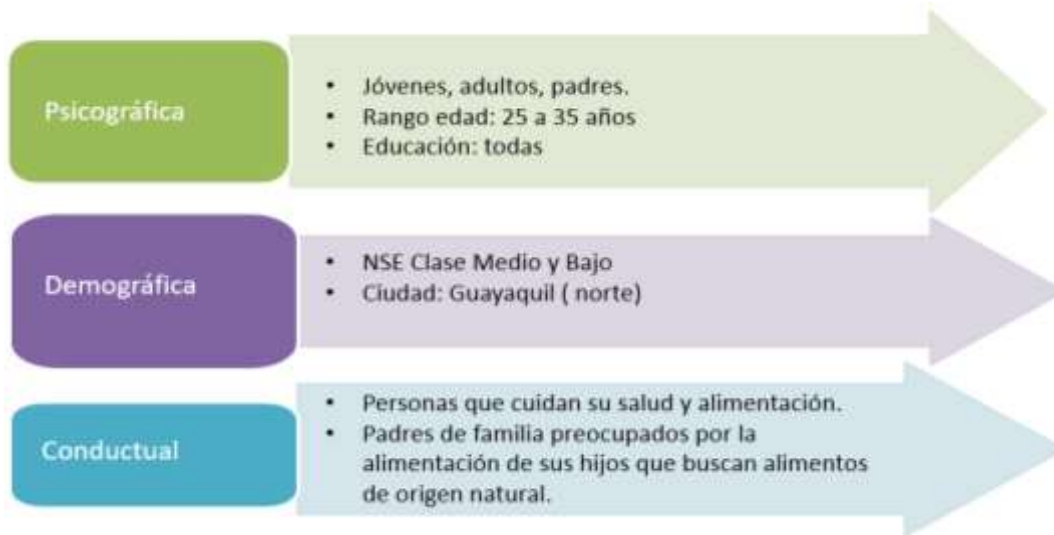 Psicográfica
• Jóvenes, adultos, padres.
• Rango edad: 25 a 35 años
• Educación: todas
Demográfica
• NSE Clase Medio y Bajo
• Ciudad: Guayaquil ( norte)
Conductual
• Personas que cuidan su salud y alimentación.
• Padres de familia preocupados por la
alimentación de sus hijos que buscan alimentos
de origen natural.